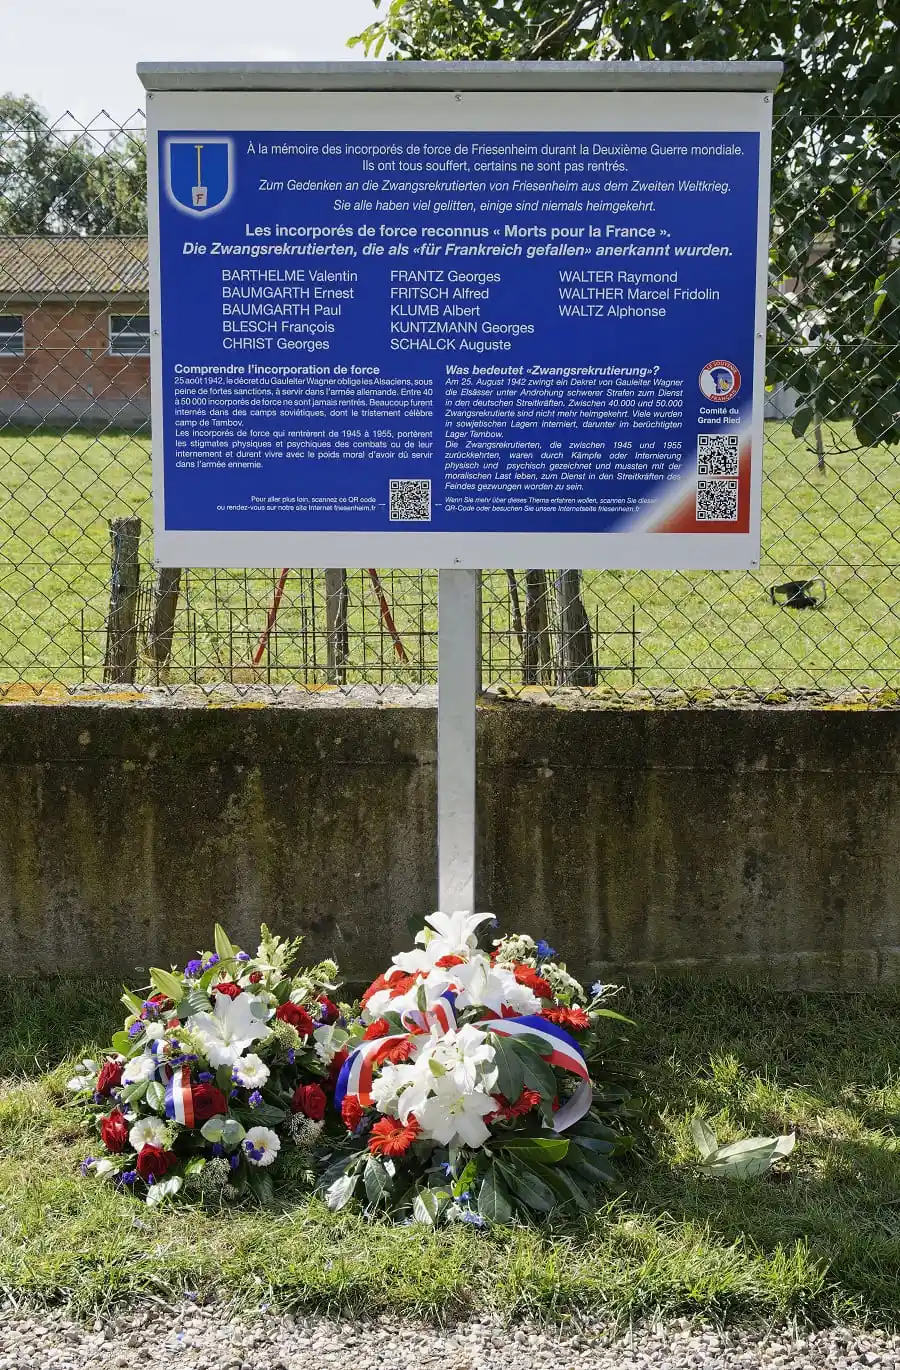 À la mémoire des incorporés de force de Friesenheim durant la Deuxième Guerre mondiale.
Ils ont tous souffert, certains ne sont pas rentrés.
Zum Gedenken an die Zwangsrekrutierten von Friesenheim aus dem Zweiten Weltkrieg.
Sie alle haben viel gelitten, einige sind niemals heimgekehrt.
F
Les incorporés de force reconnus « Morts pour la France ».
Die Zwangsrekrutierten, die als «für Frankreich gefallen» anerkannt wurden.
BARTHELME Valentin
BAUMGARTH Ernest
BAUMGARTH Paul
BLESCH François
CHRIST Georges
FRANTZ Georges
FRITSCH Alfred
KLUMB Albert
KUNTZMANN Georges
SCHALCK Auguste
WALTER Raymond
WALTHER Marcel Fridolin
WALTZ Alphonse
Comprendre l'incorporation de force
25 août 1942, le décret du Gauleiter Wagner oblige les Alsaciens, sous
peine de fortes sanctions, à servir dans l'armée allemande. Entre 40
à 50 000 incorporés de force ne sont jamais rentrés. Beaucoup furent
internés dans des camps soviétiques, dont le tristement célèbre
camp de Tambov.
Les incorporés de force qui rentrèrent de 1945 à 1955, portèrent
les stigmates physiques et psychiques des combats ou de leur
internement et durent vivre avec le poids moral d'avoir dû servir
dans l'armée ennemie.
Pour aller plus loin, scannez ce QR code
ou rendez-vous sur notre site Internet friesenheim.fr
Was bedeutet «Zwangsrekrutierung»?
Am 25. August 1942 zwingt ein Dekret von Gauleiter Wagner
die Elsässer unter Androhung schwerer Strafen zum Dienst
in den deutschen Streitkräften. Zwischen 40.000 und 50.000
Zwangsrekrutierte sind nicht mehr heimgekehrt. Viele wurden
in sowjetischen Lagern interniert, darunter im berüchtigten
Lager Tambow.
Die Zwangsrekrutierten, die zwischen 1945 und 1955
zurückkehrten, waren durch Kämpfe oder Internierung
physisch und psychisch gezeichnet und mussten mit der
moralischen Last leben, zum Dienst in den Streitkräften des
Feindes gezwungen worden zu sein.
Wenn Sie mehr über dieses Thema erfahren wollen, scannen Sie diesen
QR-Code oder besuchen Sie unsere Internetseite friesenheim.fr
LE SOUVENIR
FRANÇAIS
Comité du
Grand Ried